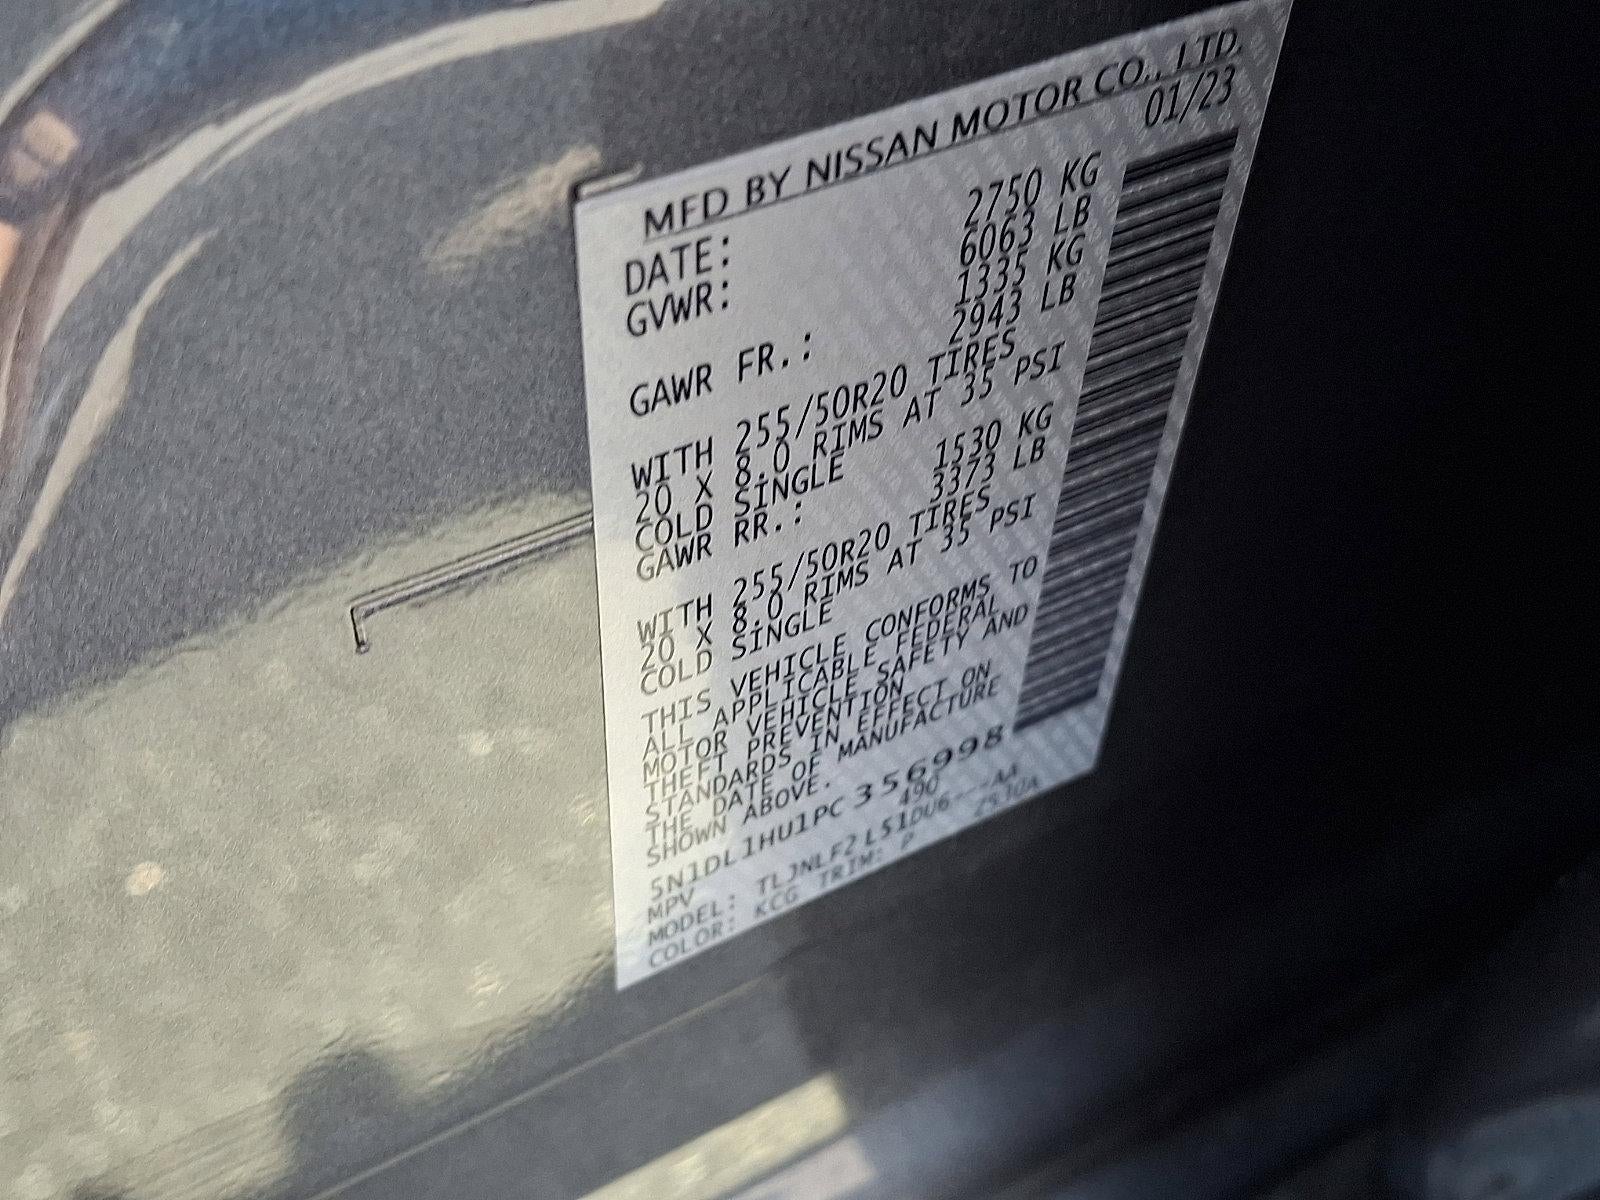 MFD BY NISSAN MOTOR CO., LTD.
DATE: 01/23
GVWR: 2750 KG
6063 LB
GAWR FR.: 1335 KG
2943 LB
WITH 255/50R20 TIRES
20 X 8.0 RIMS AT 35 PSI
COLD SINGLE
GAWR RR.: 1530 KG
3373 LB
WITH 255/50R20 TIRES
20 X 8.0 RIMS AT 35 PSI
COLD SINGLE
THIS VEHICLE CONFORMS TO
ALL APPLICABLE FEDERAL
MOTOR VEHICLE SAFETY AND
THEFT PREVENTION
STANDARDS IN EFFECT ON
THE DATE OF MANUFACTURE
SHOWN ABOVE.
5N1DL1HU1PC356998
MPV 490
MODEL: TLJNLF2 L51DU6---AA
COLOR: KCG TRIM: P